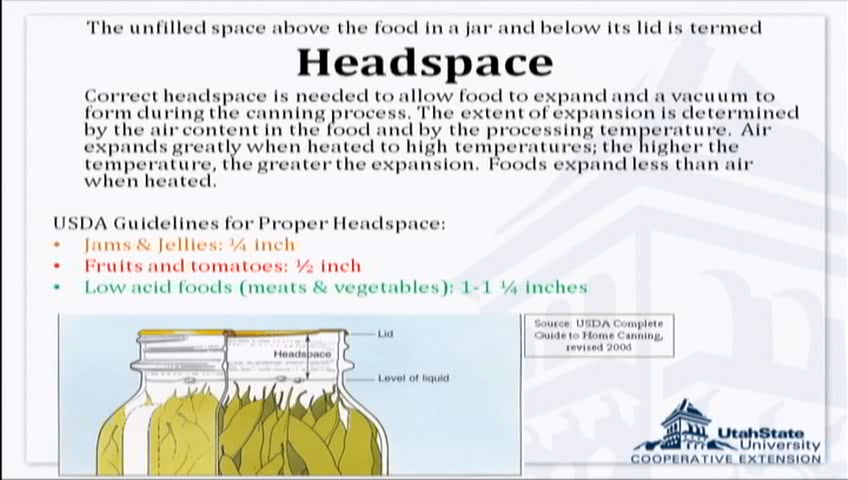 The unfilled space above the food in a jar and below its lid is termed
Headspace
Correct headspace is needed to allow food to expand and a vacuum to
form during the canning process. The extent of expansion is determined
by the air content in the food and by the processing temperature. Air
expands greatly when heated to high temperatures; the higher the
temperature, the greater the expansion. Foods expand less than air
when heated.
USDA Guidelines for Proper Headspace:
• Jams & Jellies: ¼ inch
• Fruits and tomatoes: ½ inch
• Low acid foods (meats & vegetables): 1-1 ¼ inches
Lid
Headspace
Level of liquid
Source: USDA Complete
Guide to Home Canning,
revised 2006
UtahState
University
COOPERATIVE EXTENSION